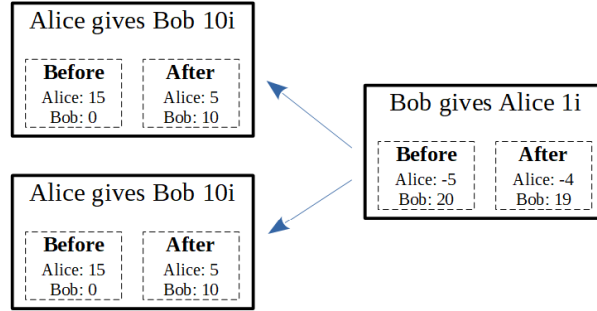 Alice gives Bob 10i
Before After
Alice: 15 Alice: 5
Bob: 0 Bob: 10
Alice gives Bob 10i
Before After
Alice: 15 Alice: 5
Bob: 0 Bob: 10
Bob gives Alice 1i
Before After
Alice: -5 Alice: -4
Bob: 20 Bob: 19